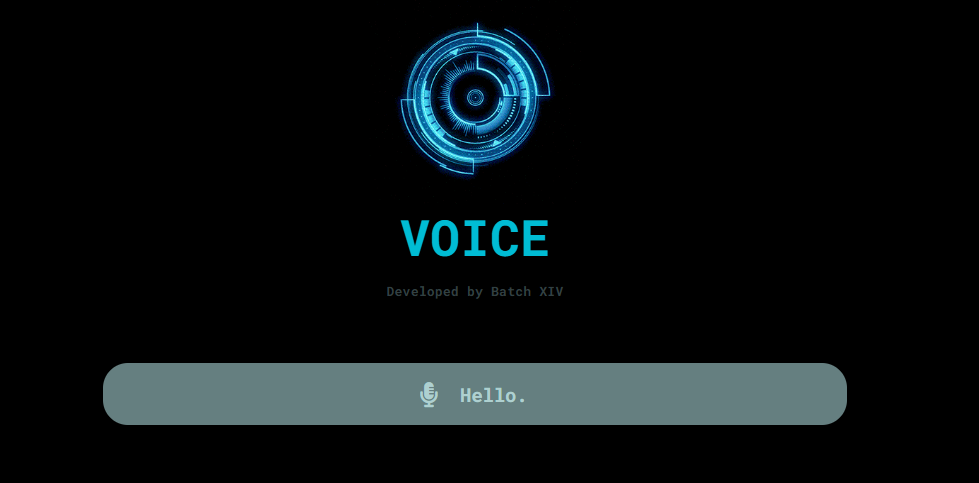 VOICE
Developed by Batch XIV
Hello.